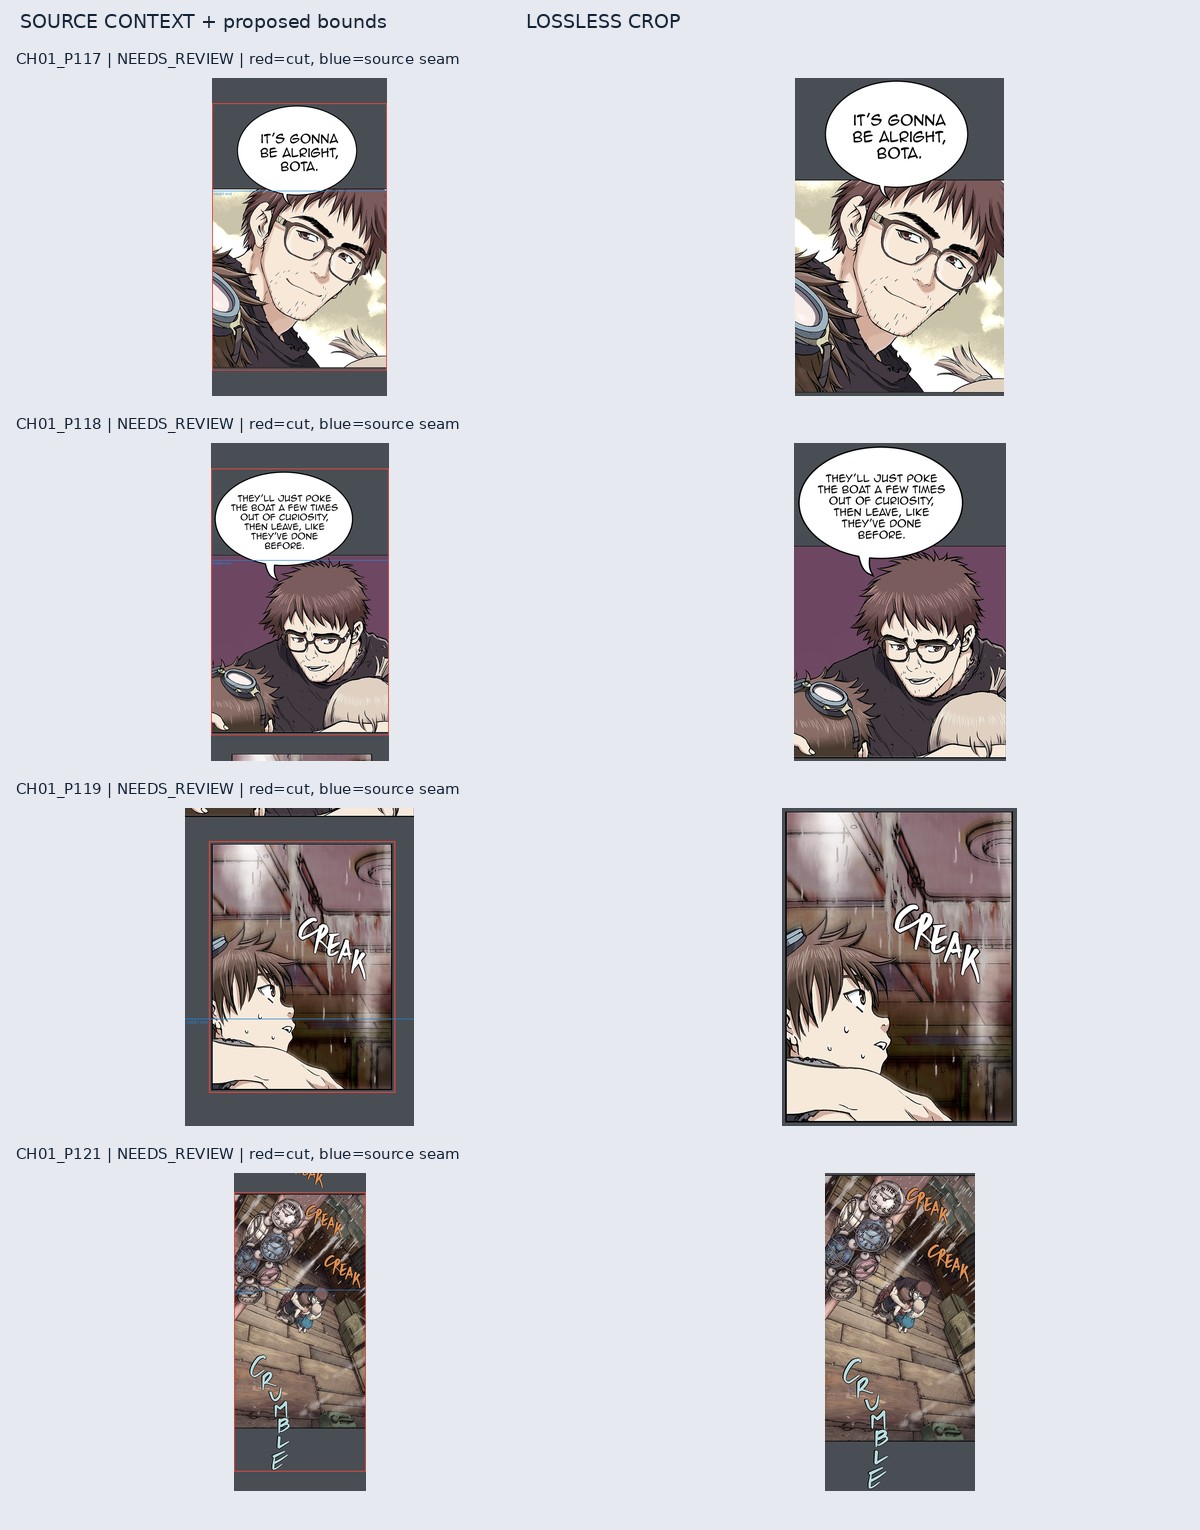 SOURCE CONTEXT + proposed bounds
LOSSLESS CROP
CH01_P117 | NEEDS_REVIEW | red=cut, blue=source seam
IT'S GONNA
BE ALRIGHT,
BOTA.
IT'S GONNA
BE ALRIGHT,
BOTA.
CH01_P118 | NEEDS_REVIEW | red=cut, blue=source seam
THEY'LL JUST POKE
THE BOAT A FEW TIMES
OUT OF CURIOSITY,
THEN LEAVE, LIKE
THEY'VE DONE
BEFORE.
THEY'LL JUST POKE
THE BOAT A FEW TIMES
OUT OF CURIOSITY,
THEN LEAVE, LIKE
THEY'VE DONE
BEFORE.
CH01_P119 | NEEDS_REVIEW | red=cut, blue=source seam
CREAK
CREAK
CH01_P121 | NEEDS_REVIEW | red=cut, blue=source seam
CREAK
CREAK
CRUMBLE
CREAK
CREAK
CRUMBLE